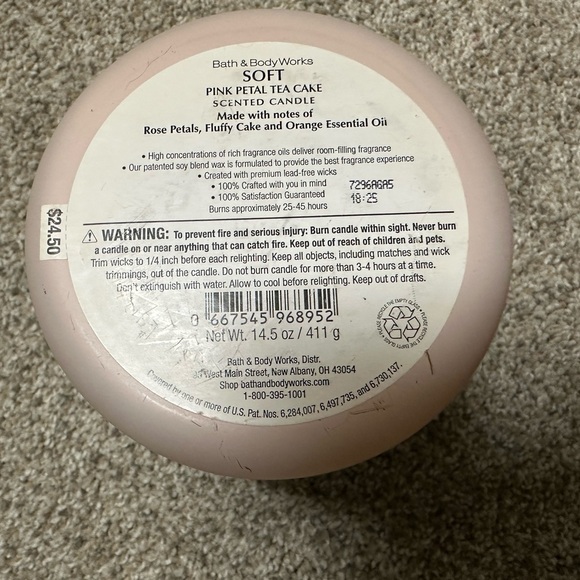 Bath & Body Works
SOFT
PINK PETAL TEA CAKE
SCENTED CANDLE
Made with notes of
Rose Petals, Fluffy Cake and Orange Essential Oil
• High concentrations of rich fragrance oils deliver room-filling fragrance
• Our patented soy blend wax is formulated to provide the best fragrance experience
• Created with premium lead-free wicks
• 100% Crafted with you in mind
• 100% Satisfaction Guaranteed
Burns approximately 25-45 hours
7296AGA5
18:25
$24.50
WARNING: To prevent fire and serious injury: Burn candle within sight. Never burn
a candle on or near anything that can catch fire. Keep out of reach of children and pets.
Trim wicks to 1/4 inch before each relighting. Keep all objects, including matches and wick
trimmings, out of the candle. Do not burn candle for more than 3-4 hours at a time.
Don't extinguish with water. Allow to cool before relighting. Keep out of drafts.
0 667545 968952
Net Wt. 14.5 oz / 411 g
Bath & Body Works, Distr.
West Main Street, New Albany, OH 43054
Shop bathandbodyworks.com
1-800-395-1001
Covered by one or more of U.S. Pat. Nos. 6,284,007, 6,497,735, and 6,730,137.
• PLEASE RECYCLE THE EMPTY GLASS • PLEASE RECYCLE THE EMPTY GLASS